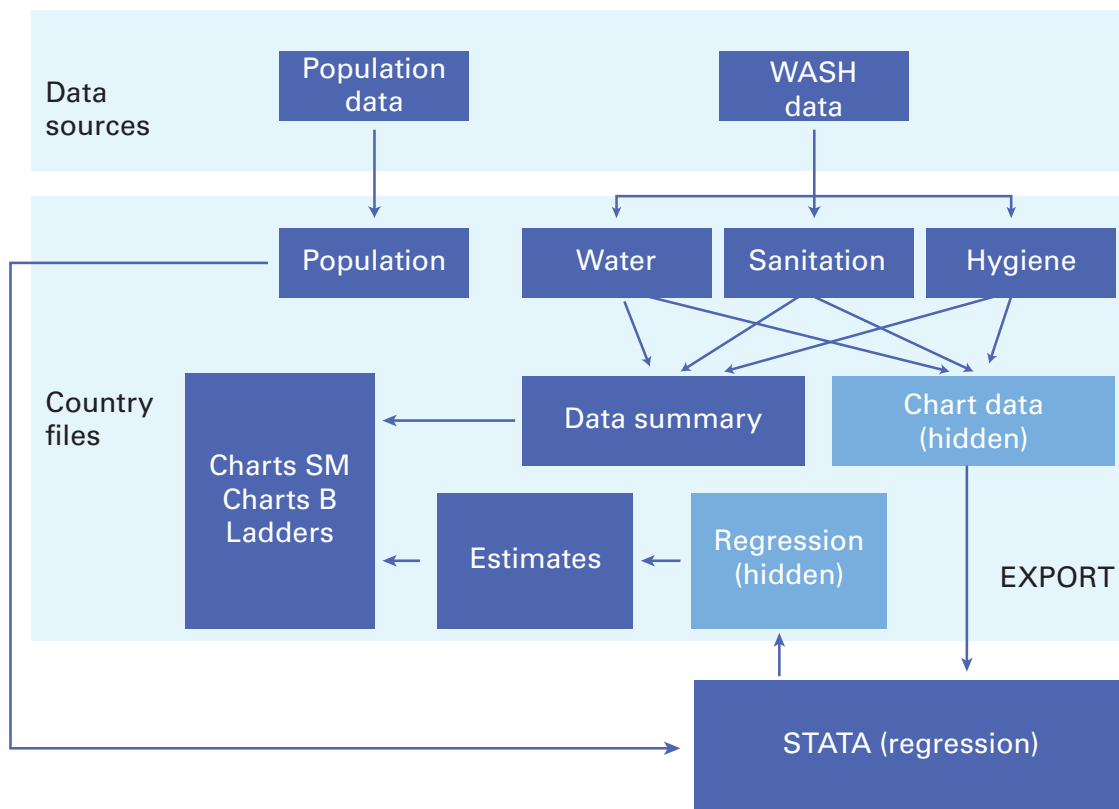 Data
sources
Population
data
WASH
data
Population
Water
Sanitation
Hygiene
Country
files
Charts SM
Charts B
Ladders
Data summary
Chart data
(hidden)
Estimates
Regression
(hidden)
EXPORT
STATA (regression)